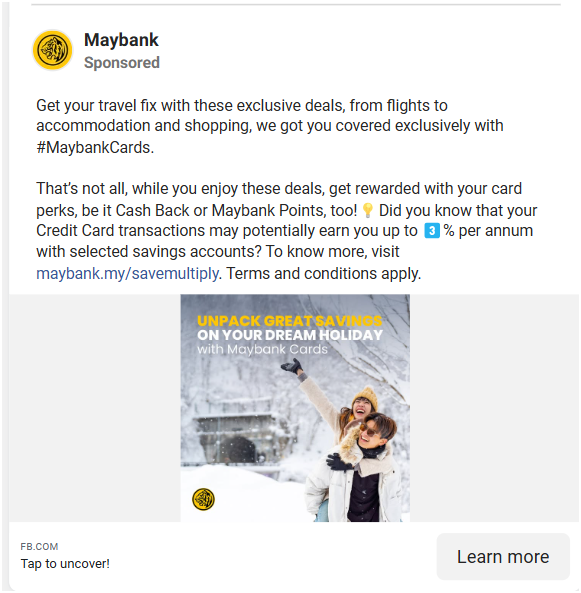 Maybank
Sponsored
Get your travel fix with these exclusive deals, from flights to
accommodation and shopping, we got you covered exclusively with
#MaybankCards.
That's not all, while you enjoy these deals, get rewarded with your card
perks, be it Cash Back or Maybank Points, too! 💡 Did you know that your
Credit Card transactions may potentially earn you up to 3️⃣ % per annum
with selected savings accounts? To know more, visit
maybank.my/savemultiply. Terms and conditions apply.
UNPACK GREAT SAVINGS
ON YOUR DREAM HOLIDAY
with Maybank Cards
FB.COM
Tap to uncover!
Learn more